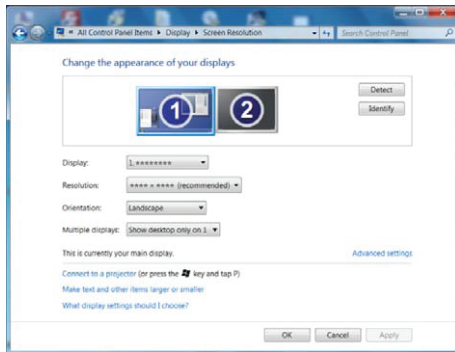 All Control Panel Items ▸ Display ▸ Screen Resolution
Search Control Panel
Change the appearance of your displays
1
2
Detect
Identify
Display: 1. ********
Resolution: **** × **** (recommended)
Orientation: Landscape
Multiple displays: Show desktop only on 1
This is currently your main display.
Advanced settings
Connect to a projector (or press the key and tap P)
Make text and other items larger or smaller
What display settings should I choose?
OK
Cancel
Apply